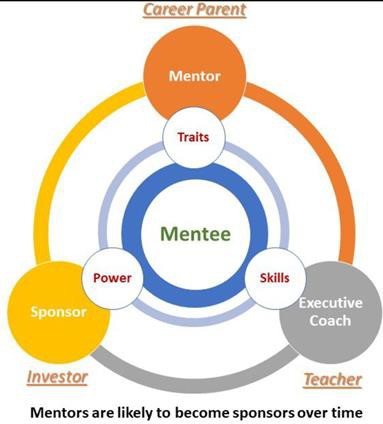 Career Parent
Mentor
Traits
Mentee
Power
Skills
Sponsor
Executive
Coach
Investor
Teacher
Mentors are likely to become sponsors over time